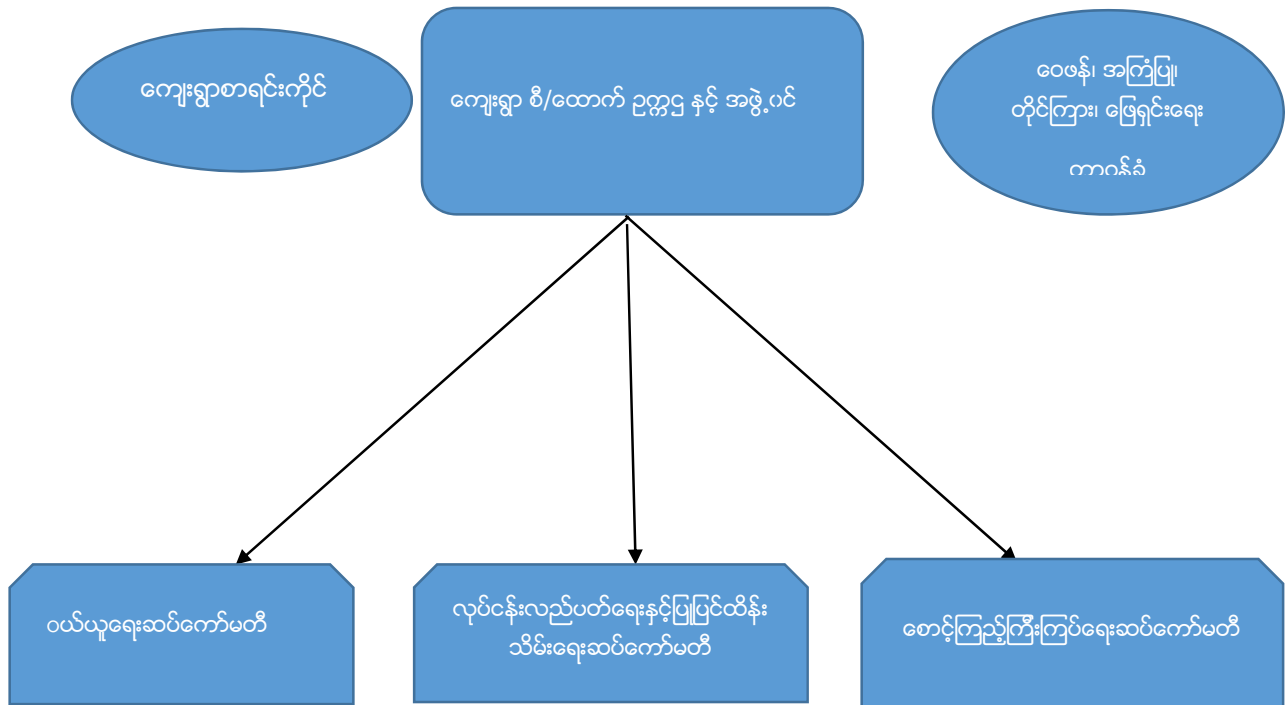 ကျေးရွာစာရင်းကိုင်
ကျေးရွာ စီ/ထောက် ဥက္ကဌ နှင့် အဖွဲ့ဝင်
ဝေဖန်၊ အကြံပြု၊
တိုင်ကြား၊ ဖြေရှင်းရေး
တာဝန်ခံ
ဝယ်ယူရေးဆပ်ကော်မတီ
လုပ်ငန်းလည်ပတ်ရေးနှင့်ပြုပြင်ထိန်း
သိမ်းရေးဆပ်ကော်မတီ
စောင့်ကြည့်ကြီးကြပ်ရေးဆပ်ကော်မတီ